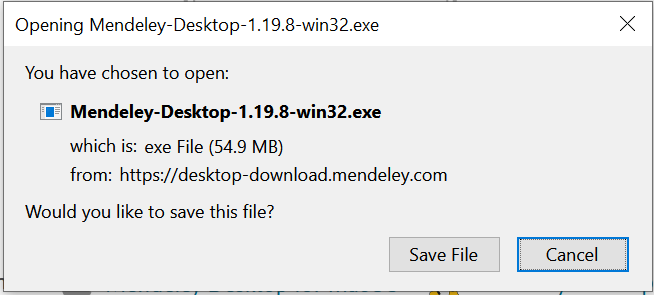 Opening Mendeley-Desktop-1.19.8-win32.exe
You have chosen to open:
Mendeley-Desktop-1.19.8-win32.exe
which is: exe File (54.9 MB)
from: https://desktop-download.mendeley.com
Would you like to save this file?
Save File
Cancel